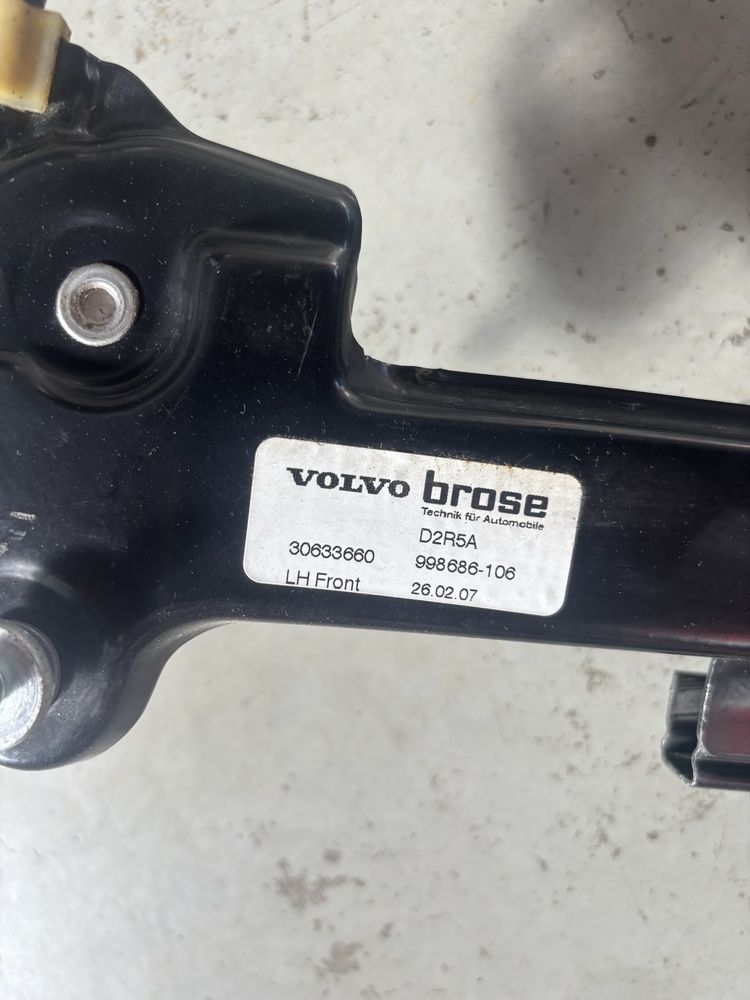 VOLVO brose
Technik für Automobile
D2R5A
30633660 998686-106
LH Front 26.02.07